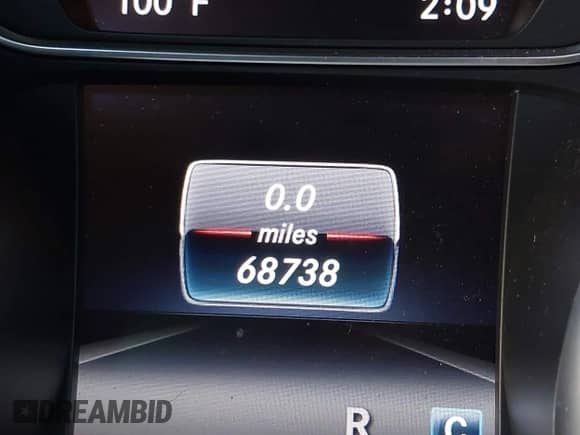 100 F 2:09
0.0
miles
68738
R C
DREAMBID